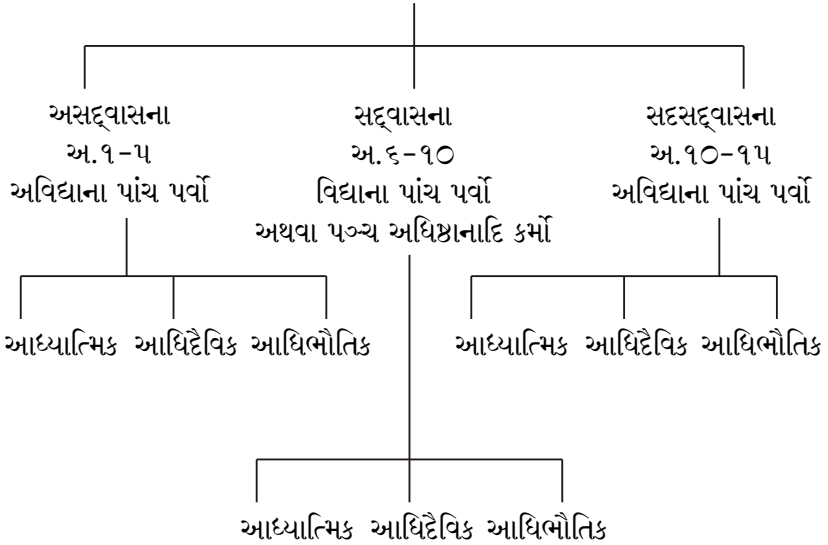 અસદ્વાસના સદ્વાસના સદસદ્વાસના
અ.૧-૫ અ.૬-૧૦ અ.૧૦-૧૫
અવિદ્યાના પાંચ પર્વો વિદ્યાના પાંચ પર્વો અવિદ્યાના પાંચ પર્વો
અથવા પઞ્ચ અધિષ્ઠાનાદિ કર્મો
આધ્યાત્મિક આધિદૈવિક આધિભૌતિક આધ્યાત્મિક આધિદૈવિક આધિભૌતિક
આધ્યાત્મિક આધિદૈવિક આધિભૌતિક